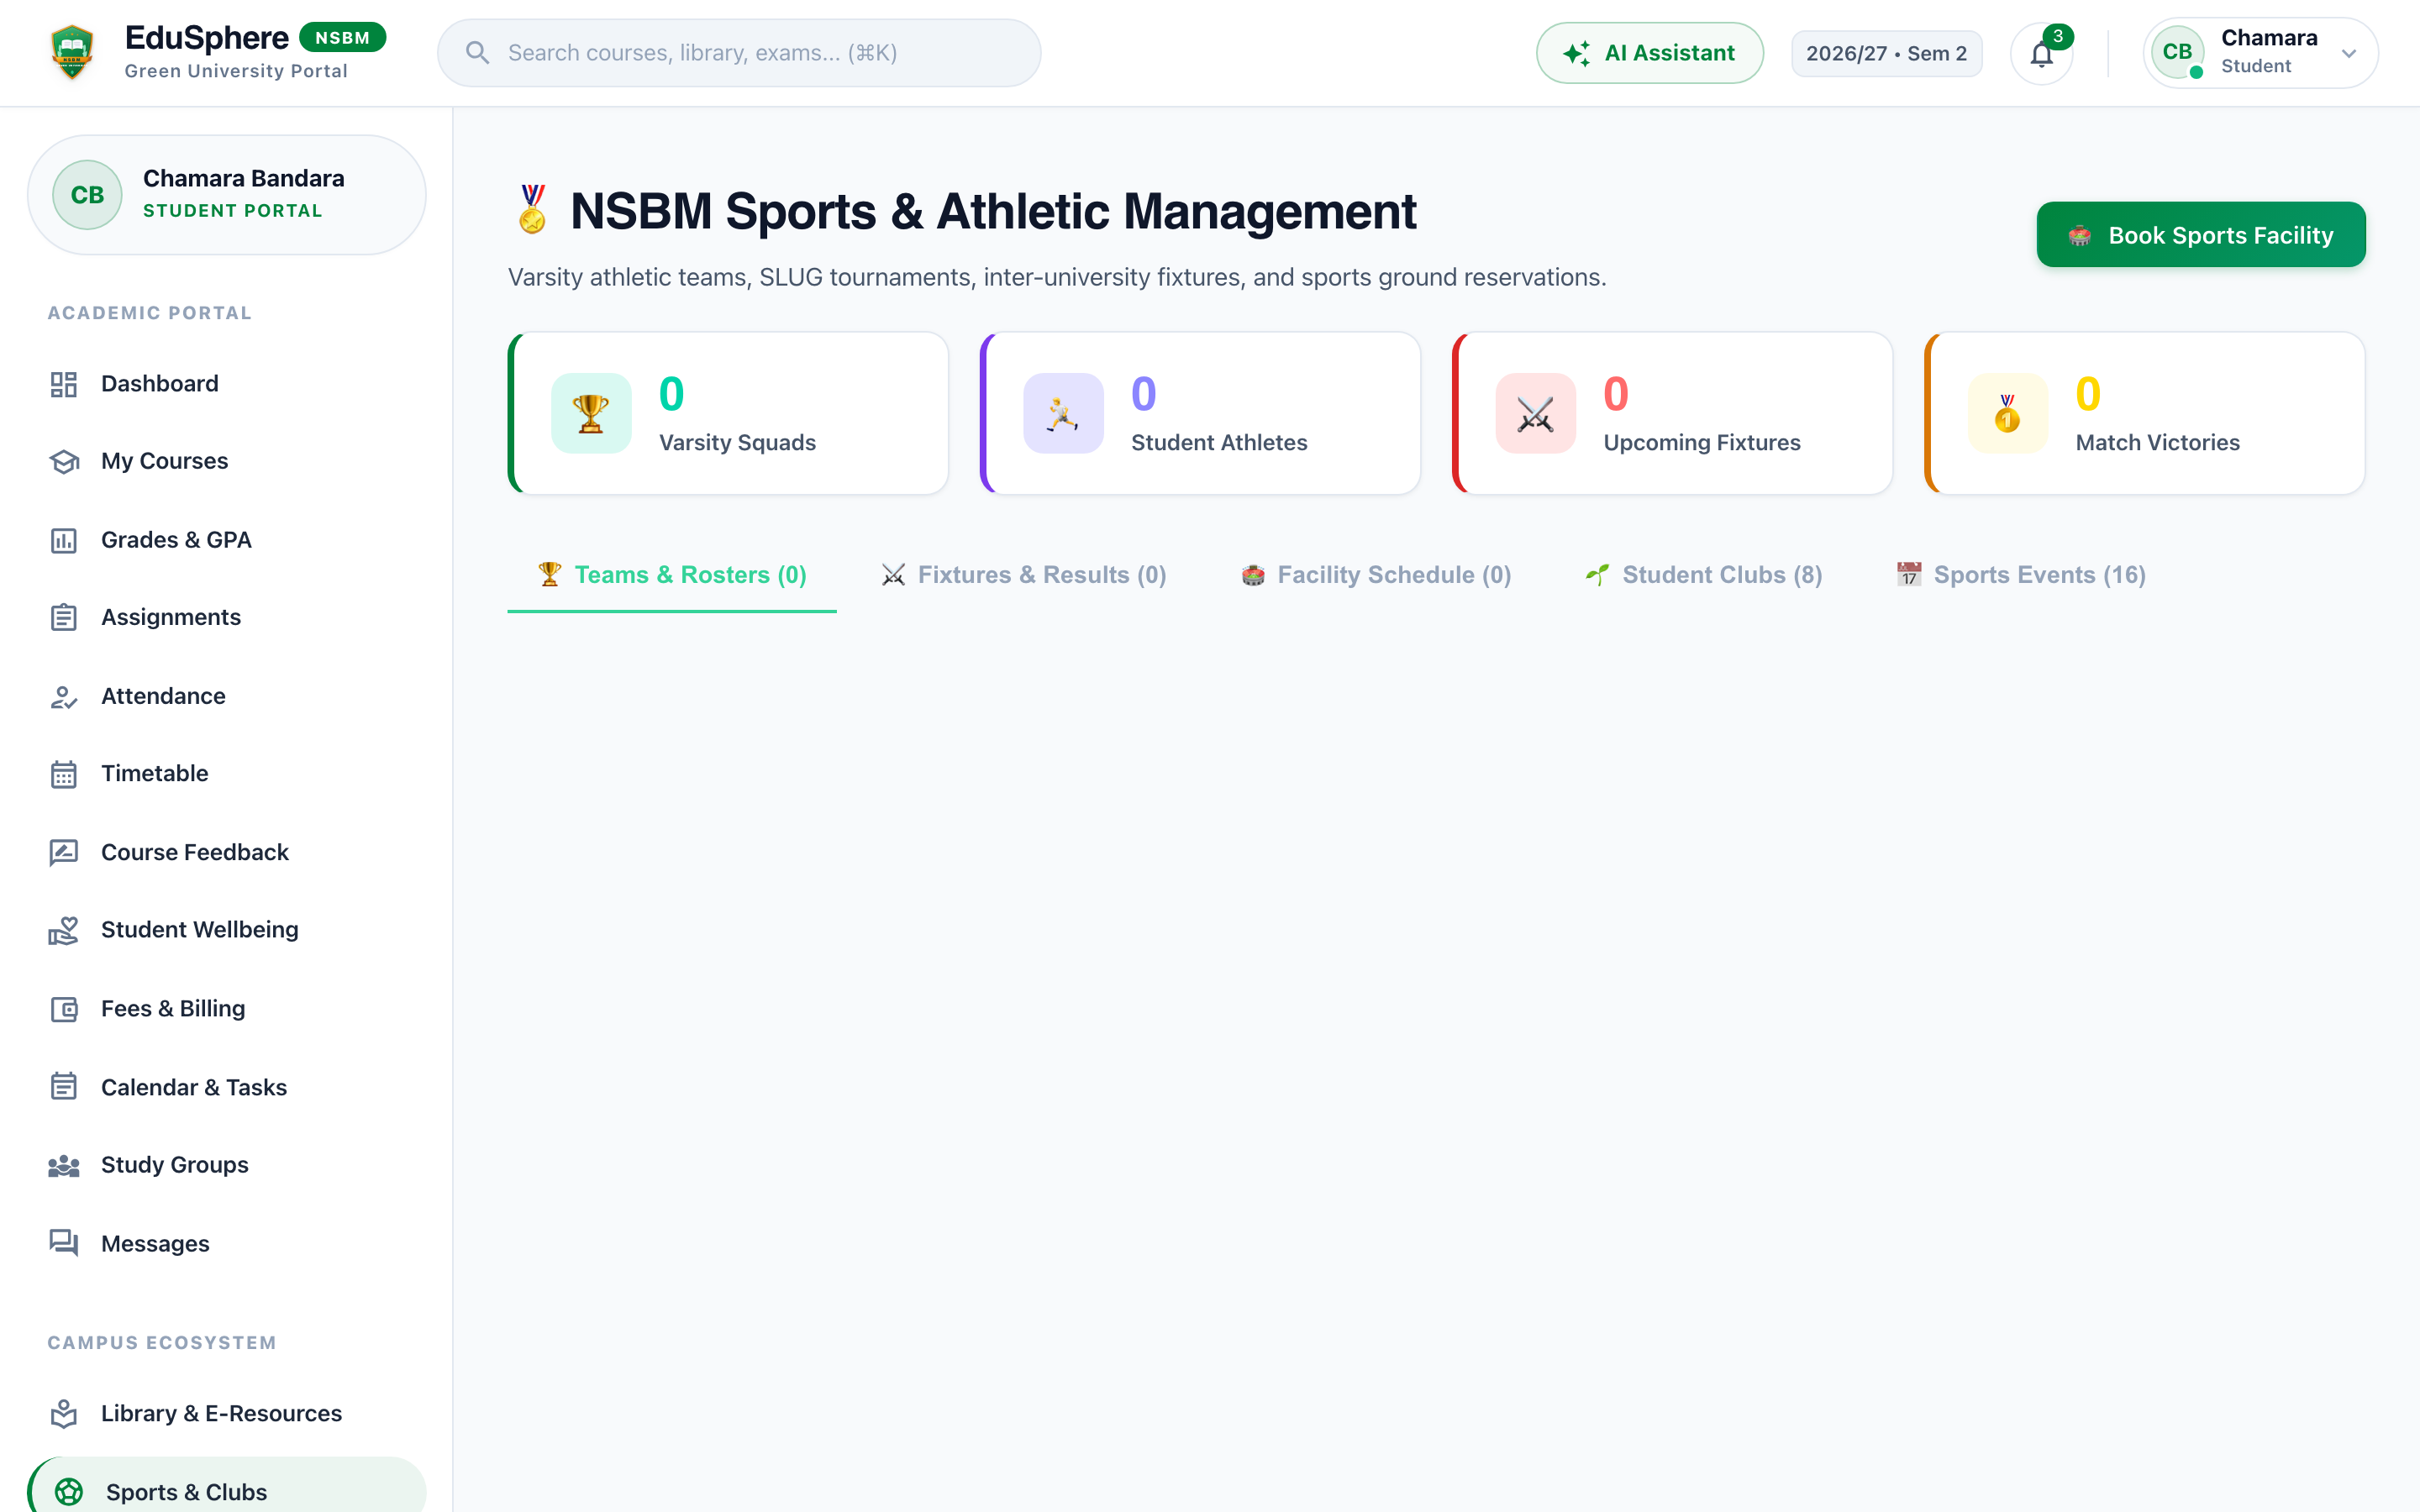 EduSphere NSBM
Green University Portal
Search courses, library, exams... (⌘K)
AI Assistant
2026/27 • Sem 2
3
CB
Chamara
Student
CB
Chamara Bandara
STUDENT PORTAL
ACADEMIC PORTAL
Dashboard
My Courses
Grades & GPA
Assignments
Attendance
Timetable
Course Feedback
Student Wellbeing
Fees & Billing
Calendar & Tasks
Study Groups
Messages
CAMPUS ECOSYSTEM
Library & E-Resources
Sports & Clubs
NSBM Sports & Athletic Management
Varsity athletic teams, SLUG tournaments, inter-university fixtures, and sports ground reservations.
Book Sports Facility
0
Varsity Squads
0
Student Athletes
0
Upcoming Fixtures
0
Match Victories
Teams & Rosters (0)
Fixtures & Results (0)
Facility Schedule (0)
Student Clubs (8)
Sports Events (16)